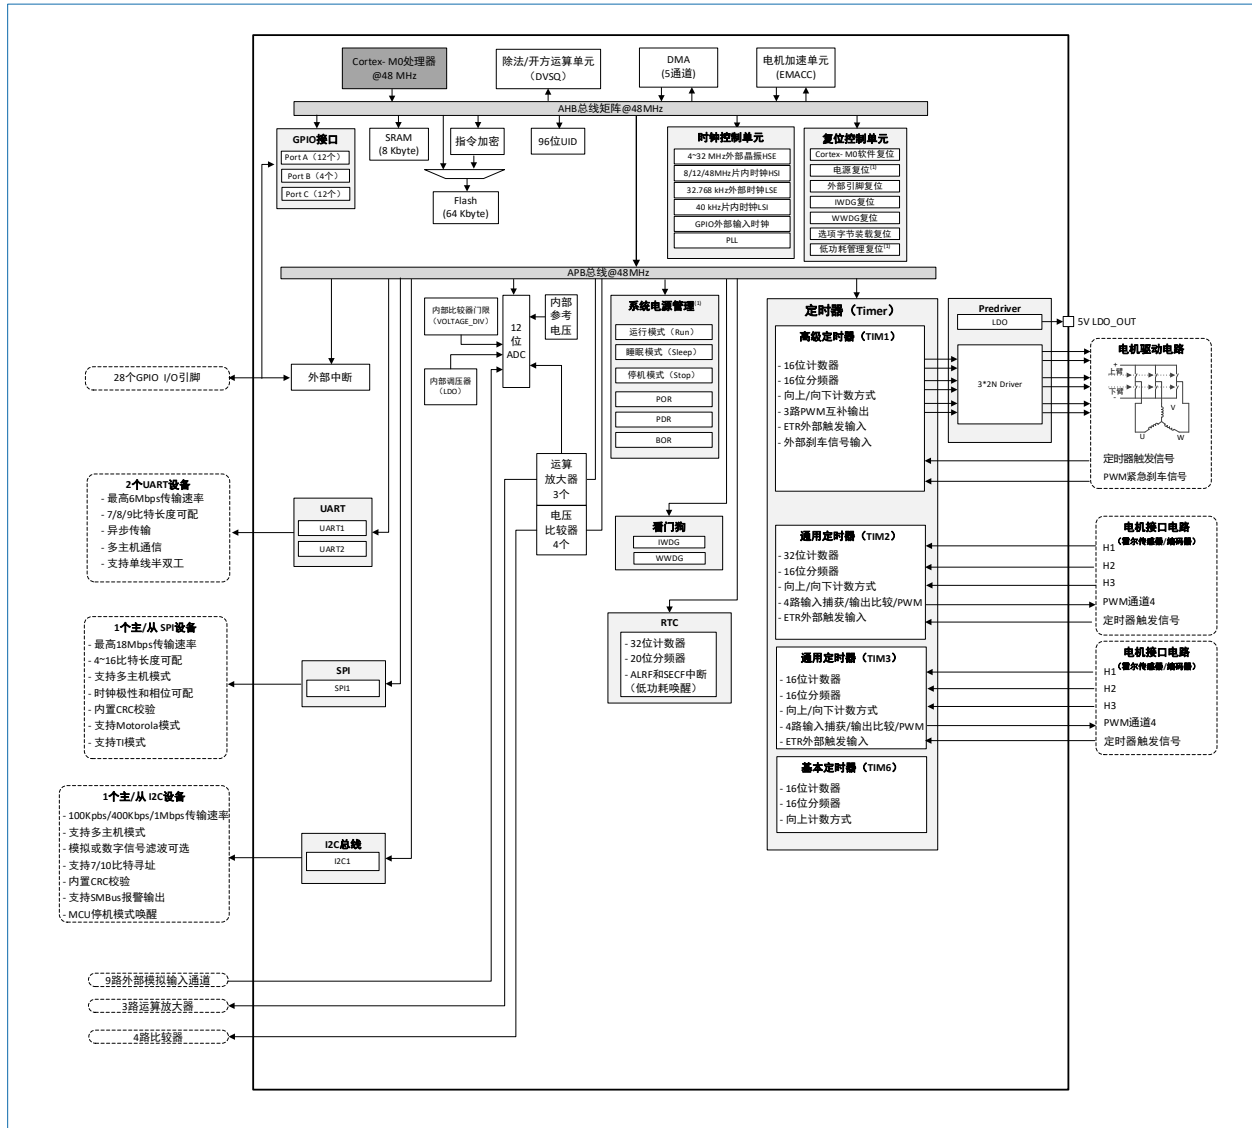 Cortex- M0处理器
@48 MHz
除法/开方运算单元
(DVSQ)
DMA
(5通道)
电机加速单元
(EMACC)
AHB总线矩阵@48MHz
GPIO接口
Port A（12个）
Port B（4个）
Port C（12个）
SRAM
(8 Kbyte)
指令加密
96位UID
Flash
(64 Kbyte)
时钟控制单元
4~32 MHz外部晶振HSE
8/12/48MHz片内时钟HSI
32.768 kHz外部时钟LSE
40 kHz片内时钟LSI
GPIO外部输入时钟
PLL
复位控制单元
Cortex- M0软件复位
电源复位(1)
外部引脚复位
IWDG复位
WWDG复位
选项字节装载复位
低功耗管理复位(1)
APB总线@48MHz
28个GPIO I/O引脚
外部中断
内部比较器门限
(VOLTAGE_DIV)
内部调压器
(LDO)
12
位
ADC
内部
参考
电压
系统电源管理(1)
运行模式（Run)
睡眠模式（Sleep)
停机模式（Stop)
POR
PDR
BOR
运算
放大器
3个
电压
比较器
4个
看门狗
IWDG
WWDG
RTC
- 32位计数器
- 20位分频器
- ALRF和SECF中断
（低功耗唤醒）
定时器（Timer）
高级定时器（TIM1）
- 16位计数器
- 16位分频器
- 向上/向下计数方式
- 3路PWM互补输出
- ETR外部触发输入
- 外部刹车信号输入
通用定时器（TIM2）
- 32位计数器
- 16位分频器
- 向上/向下计数方式
- 4路输入捕获/输出比较/PWM
- ETR外部触发输入
通用定时器（TIM3）
- 16位计数器
- 16位分频器
- 向上/向下计数方式
- 4路输入捕获/输出比较/PWM
- ETR外部触发输入
基本定时器（TIM6）
- 16位计数器
- 16位分频器
- 向上计数方式
Predriver
LDO
3*2N Driver
5V LDO_OUT
电机驱动电路
+
上臂
下臂
-
V
U
W
定时器触发信号
PWM紧急刹车信号
电机接口电路
（霍尔传感器/编码器）
H1
H2
H3
PWM通道4
定时器触发信号
电机接口电路
（霍尔传感器/编码器）
H1
H2
H3
PWM通道4
定时器触发信号
2个UART设备
- 最高6Mbps传输速率
- 7/8/9比特长度可配
- 异步传输
- 多主机通信
- 支持单线半双工
UART
UART1
UART2
1个主/从 SPI设备
- 最高18Mbps传输速率
- 4~16比特长度可配
- 支持多主机模式
- 时钟极性和相位可配
- 内置CRC校验
- 支持Motorola模式
- 支持TI模式
SPI
SPI1
1个主/从 I2C设备
- 100Kpbs/400Kbps/1Mbps传输速率
- 支持多主机模式
- 模拟或数字信号滤波可选
- 支持7/10比特寻址
- 内置CRC校验
- 支持SMBus报警输出
- MCU停机模式唤醒
I2C总线
I2C1
9路外部模拟输入通道
3路运算放大器
4路比较器